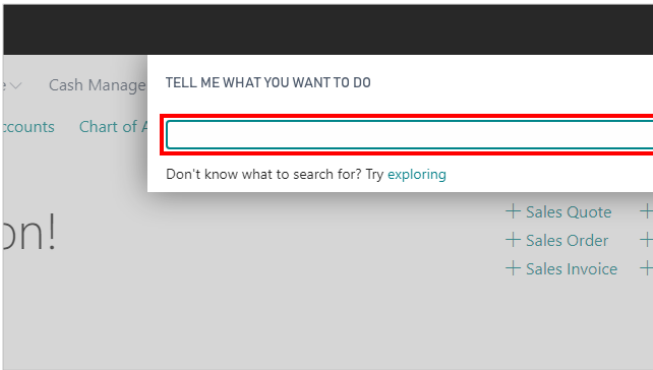 Cash Manage
TELL ME WHAT YOU WANT TO DO
ccounts Chart of A
Don't know what to search for? Try exploring
on!
+ Sales Quote +
+ Sales Order +
+ Sales Invoice +